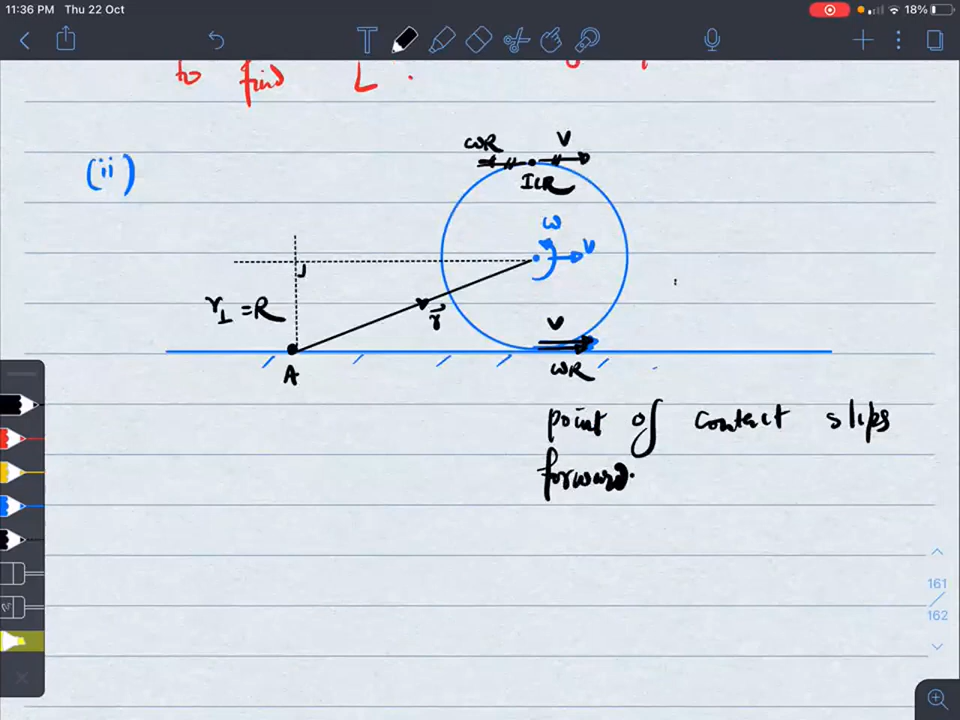 11:36 PM Thu 22 Oct
18%
to find L.
(ii)
ωR V
ICR
ω
V
r⊥ = R
r⃗
V
A
ωR
point of contact slips
forward.
161
162